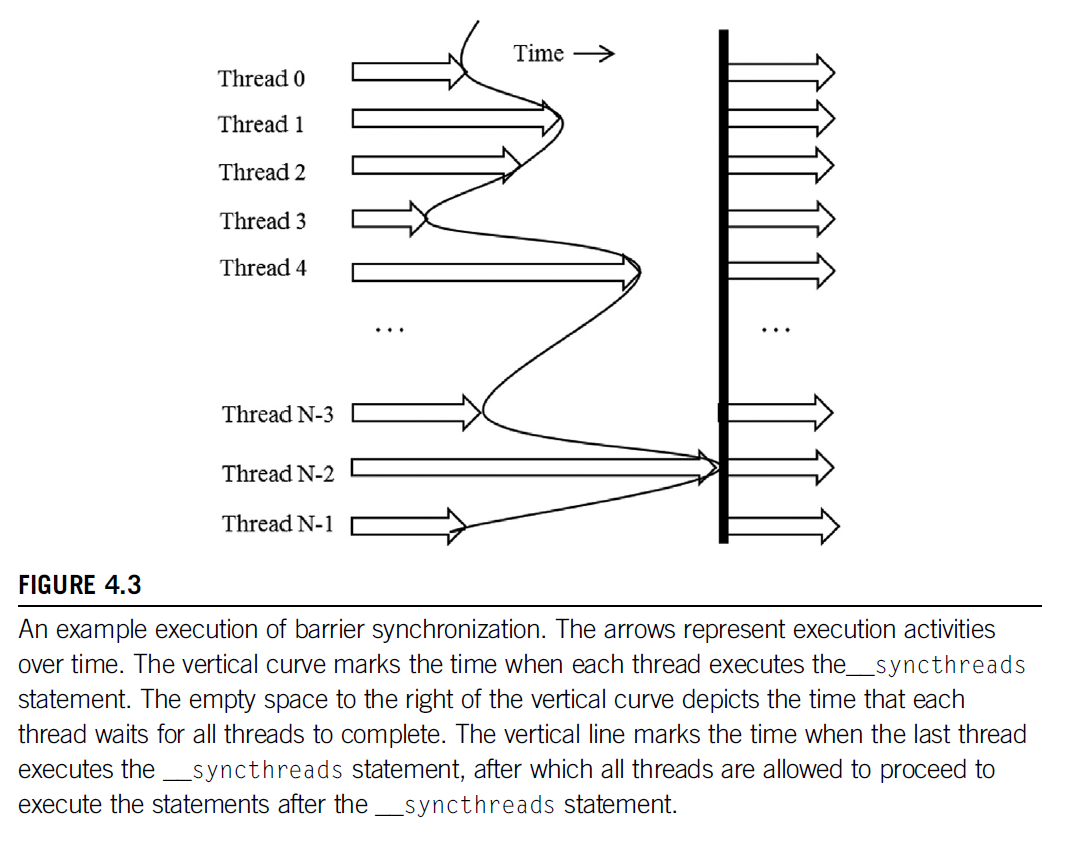 Time
Thread 0
Thread 1
Thread 2
Thread 3
Thread 4
... ...
Thread N-3
Thread N-2
Thread N-1
FIGURE 4.3
An example execution of barrier synchronization. The arrows represent execution activities
over time. The vertical curve marks the time when each thread executes the__syncthreads
statement. The empty space to the right of the vertical curve depicts the time that each
thread waits for all threads to complete. The vertical line marks the time when the last thread
executes the __syncthreads statement, after which all threads are allowed to proceed to
execute the statements after the __syncthreads statement.